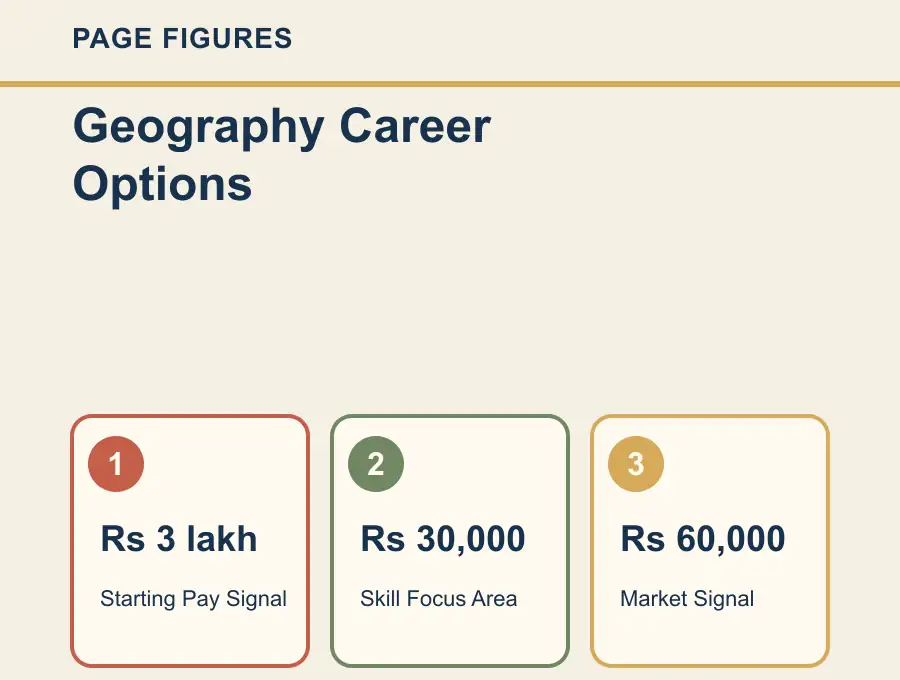 PAGE FIGURES
Geography Career
Options
1
Rs 3 lakh
Starting Pay Signal
2
Rs 30,000
Skill Focus Area
3
Rs 60,000
Market Signal